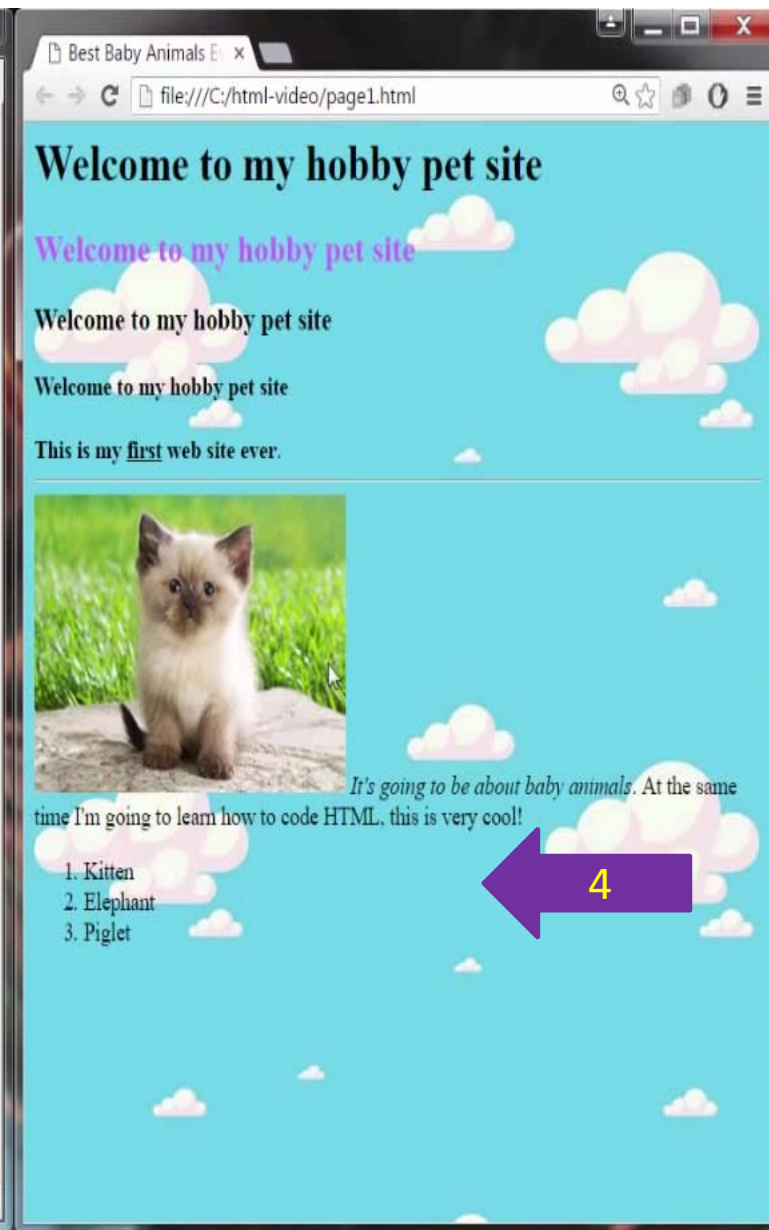 Best Baby Animals E
file:///C:/html-video/page1.html
Welcome to my hobby pet site
Welcome to my hobby pet site
Welcome to my hobby pet site
Welcome to my hobby pet site
This is my first web site ever.
It's going to be about baby animals. At the same
time I'm going to learn how to code HTML, this is very cool!
1. Kitten
2. Elephant
3. Piglet
4